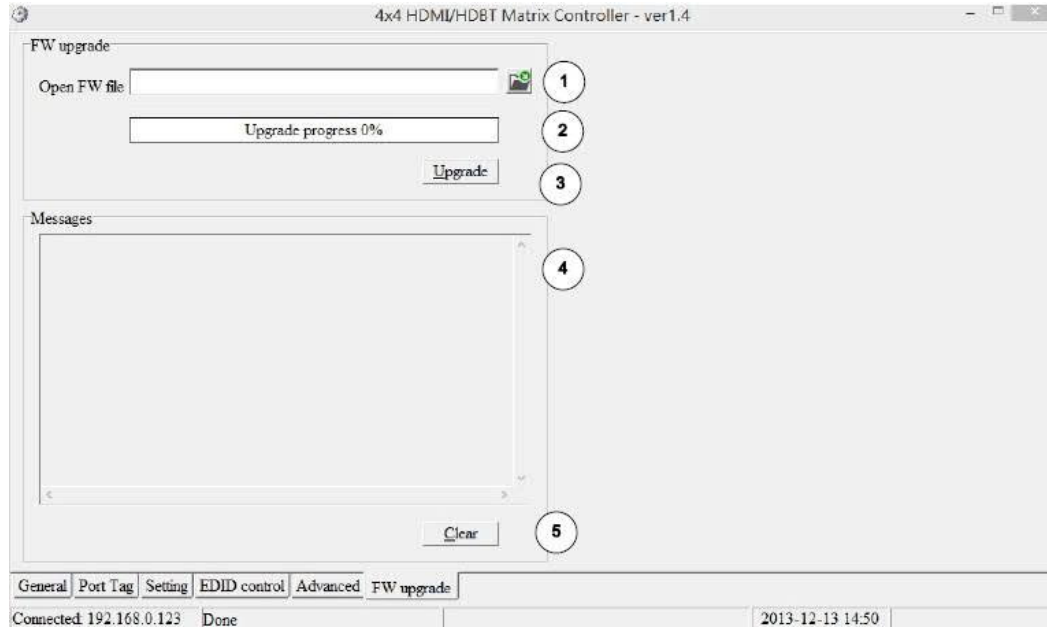 4x4 HDMI/HDBT Matrix Controller - ver1.4
FW upgrade
Open FW file
1
Upgrade progress 0%
2
Upgrade
3
Messages
4
Clear
5
General Port Tag Setting EDID control Advanced FW upgrade
Connected: 192.168.0.123 Done 2013-12-13 14:50